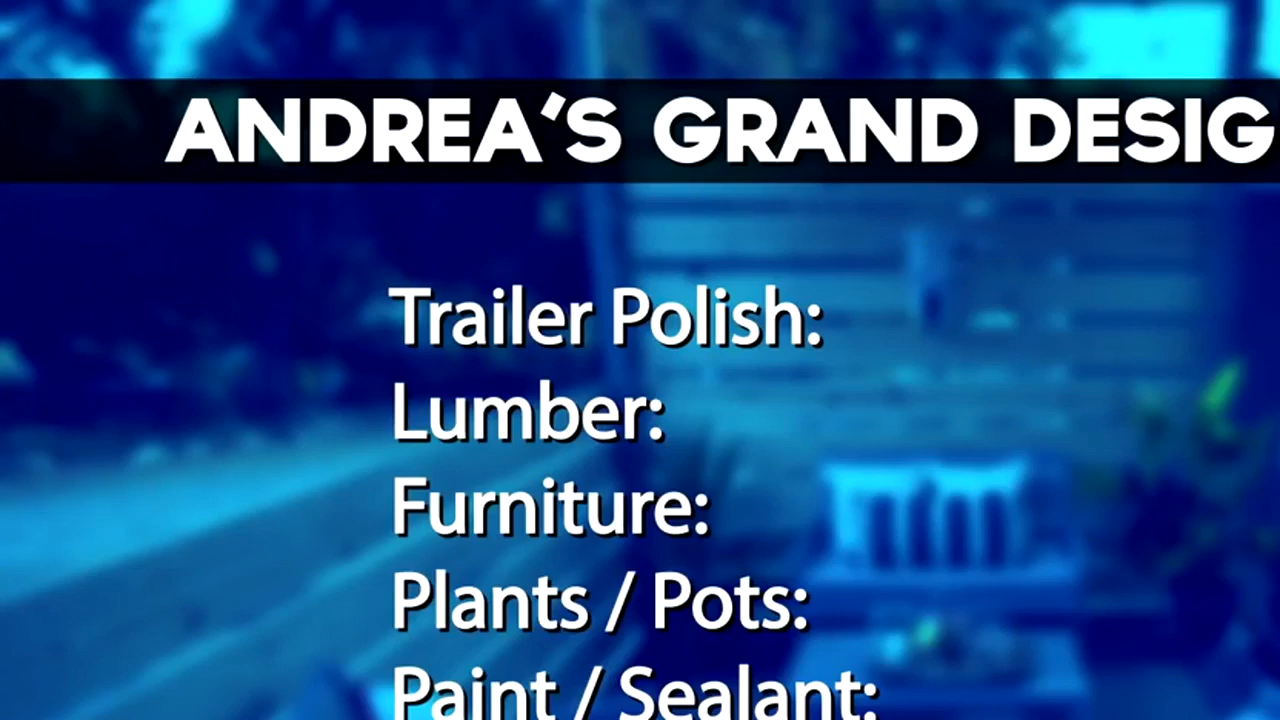 ANDREA'S GRAND DESIG
Trailer Polish:
Lumber:
Furniture:
Plants / Pots:
Paint / Sealant: